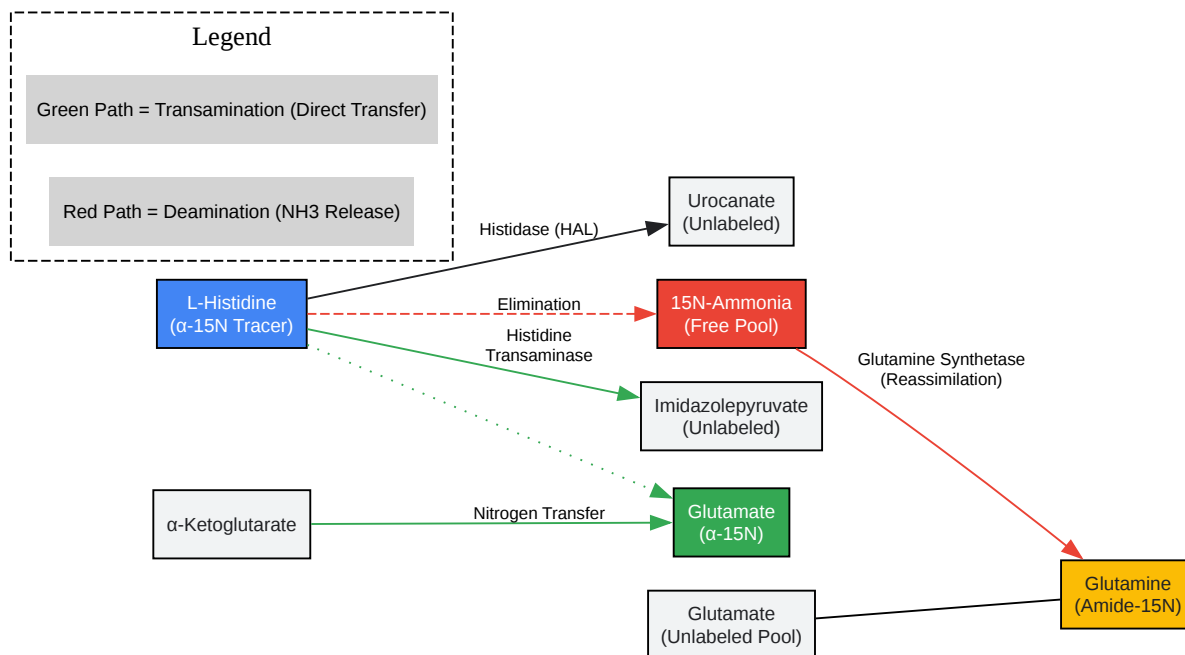 Legend
Green Path = Transamination (Direct Transfer)
Red Path = Deamination (NH3 Release)
Urocanate
(Unlabeled)
Histidase (HAL)
L-Histidine
(α-15N Tracer)
Elimination
15N-Ammonia
(Free Pool)
Histidine
Transaminase
Glutamine Synthetase
(Reassimilation)
Imidazolepyruvate
(Unlabeled)
α-Ketoglutarate
Nitrogen Transfer
Glutamate
(α-15N)
Glutamine
(Amide-15N)
Glutamate
(Unlabeled Pool)